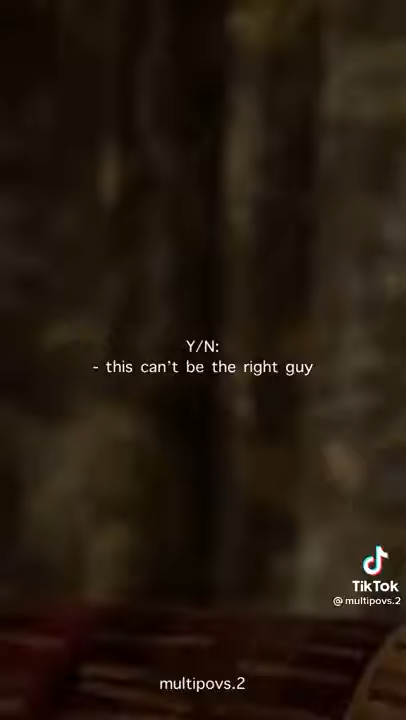 Y/N:
- this can't be the right guy
TikTok
@multipovs.2
multipovs.2